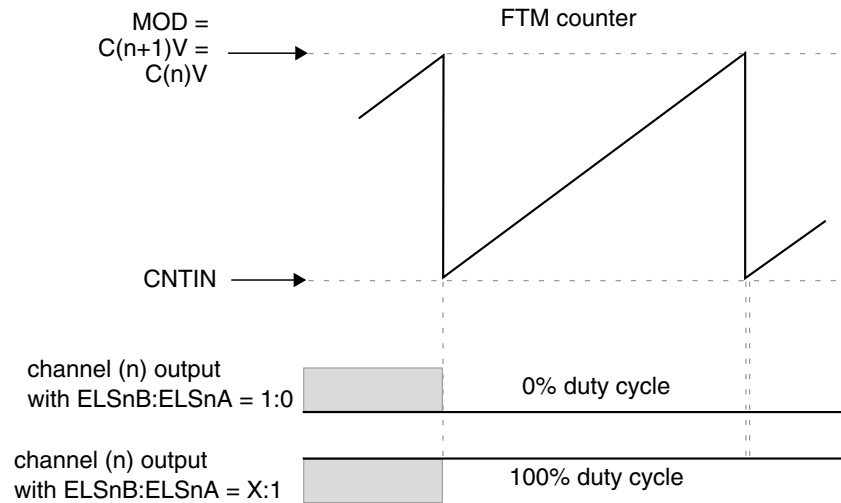 FTM counter
MOD =
C(n+1)V =
C(n)V
CNTIN
channel (n) output
with ELSnB:ELSnA = 1:0
0% duty cycle
channel (n) output
with ELSnB:ELSnA = X:1
100% duty cycle